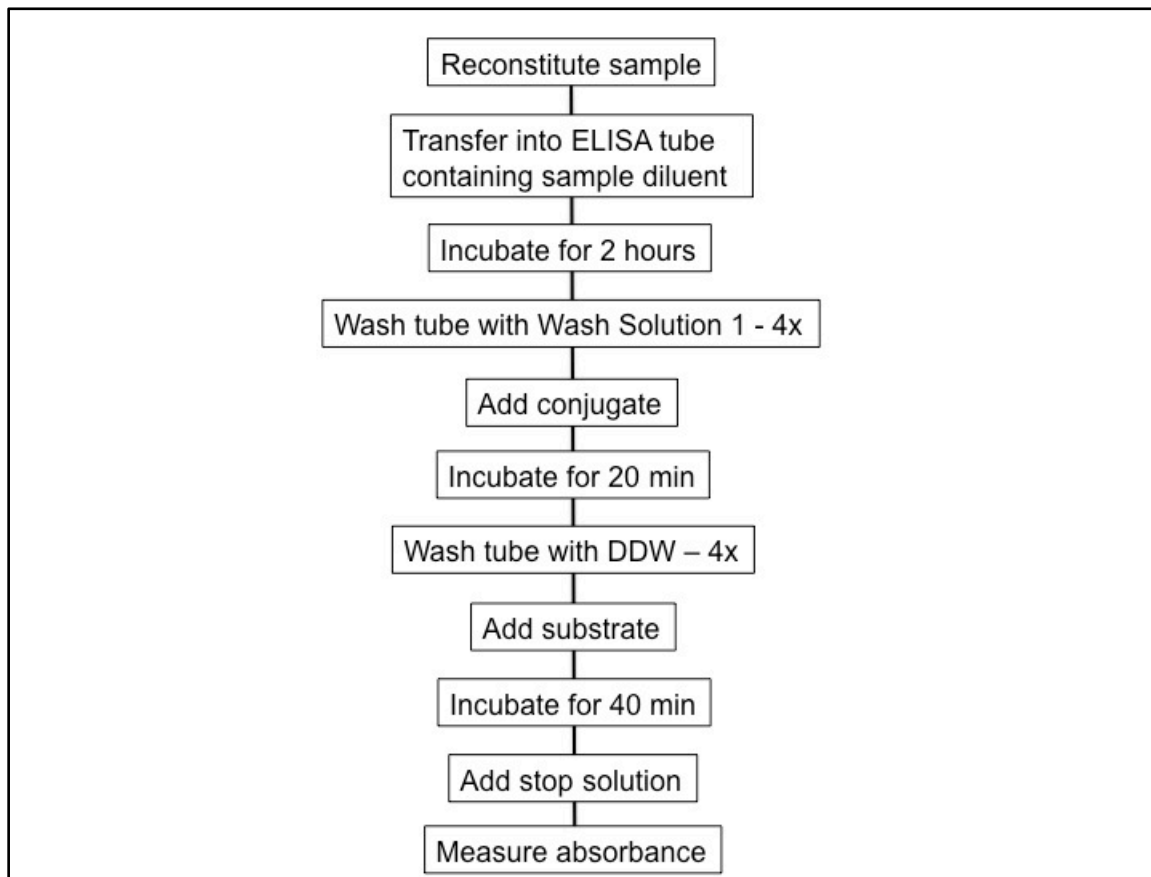 Reconstitute sample
Transfer into ELISA tube
containing sample diluent
Incubate for 2 hours
Wash tube with Wash Solution 1 - 4x
Add conjugate
Incubate for 20 min
Wash tube with DDW – 4x
Add substrate
Incubate for 40 min
Add stop solution
Measure absorbance